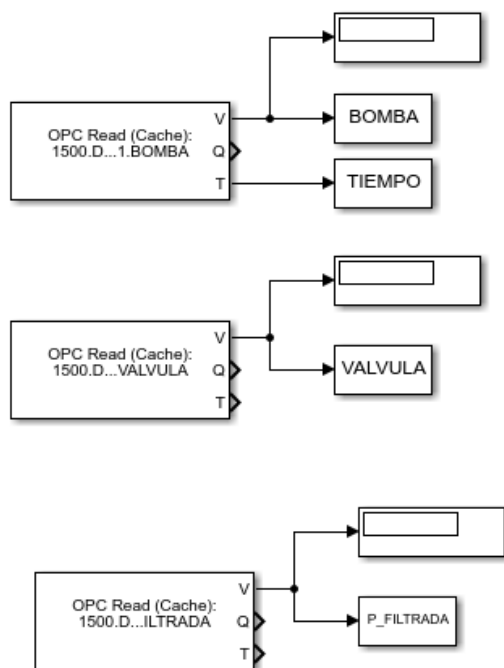 V
OPC Read (Cache):
1500.D...1.BOMBA
Q
T
BOMBA
TIEMPO
V
OPC Read (Cache):
1500.D...VALVULA
Q
T
VALVULA
V
OPC Read (Cache):
1500.D...ILTRADA
Q
T
P_FILTRADA